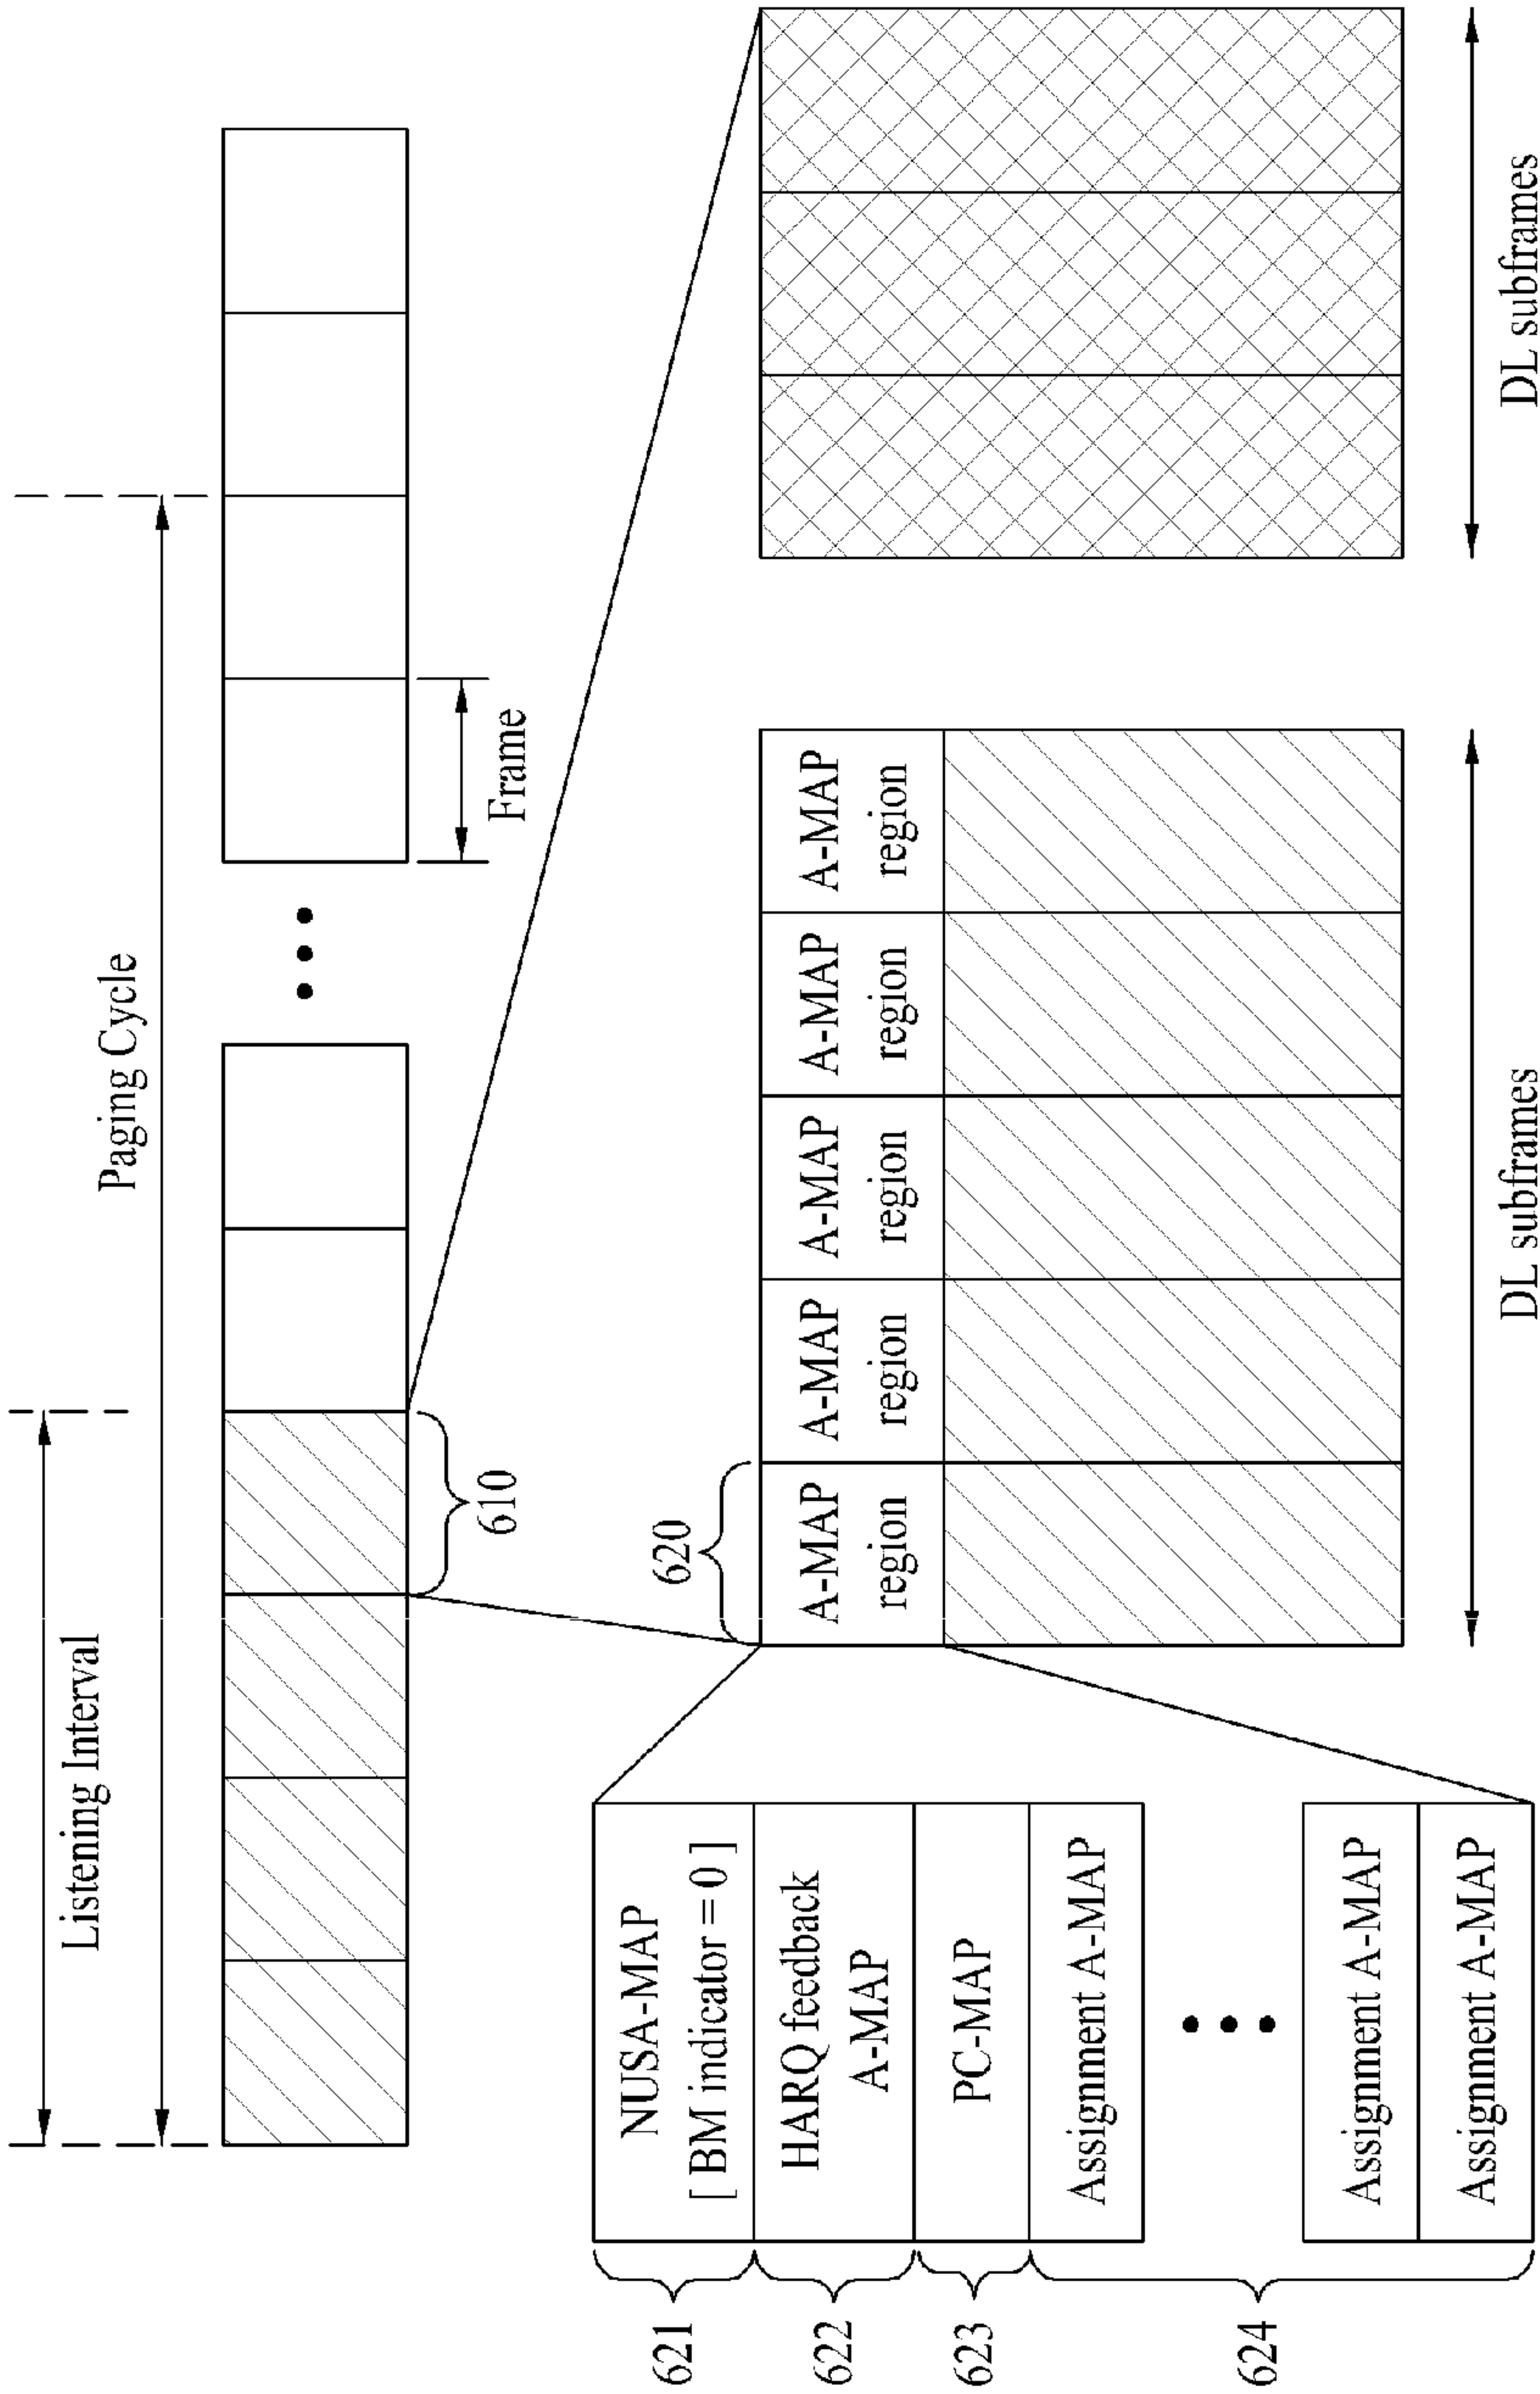 Listening Interval
Paging Cycle
Frame
610
620
A-MAP
region
A-MAP
region
A-MAP
region
A-MAP
region
A-MAP
region
DL subframes
DL subframes
621
NUSA-MAP
[ BM indicator = 0 ]
622
HARQ feedback
A-MAP
623
PC-MAP
624
Assignment A-MAP
Assignment A-MAP
Assignment A-MAP